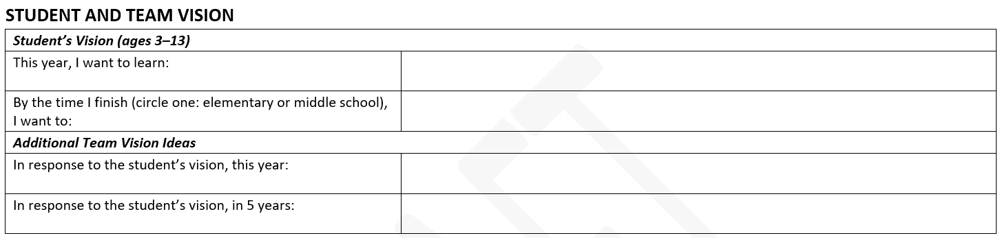 STUDENT AND TEAM VISION
Student’s Vision (ages 3–13)
This year, I want to learn:
By the time I finish (circle one: elementary or middle school),
I want to:
Additional Team Vision Ideas
In response to the student’s vision, this year:
In response to the student’s vision, in 5 years: